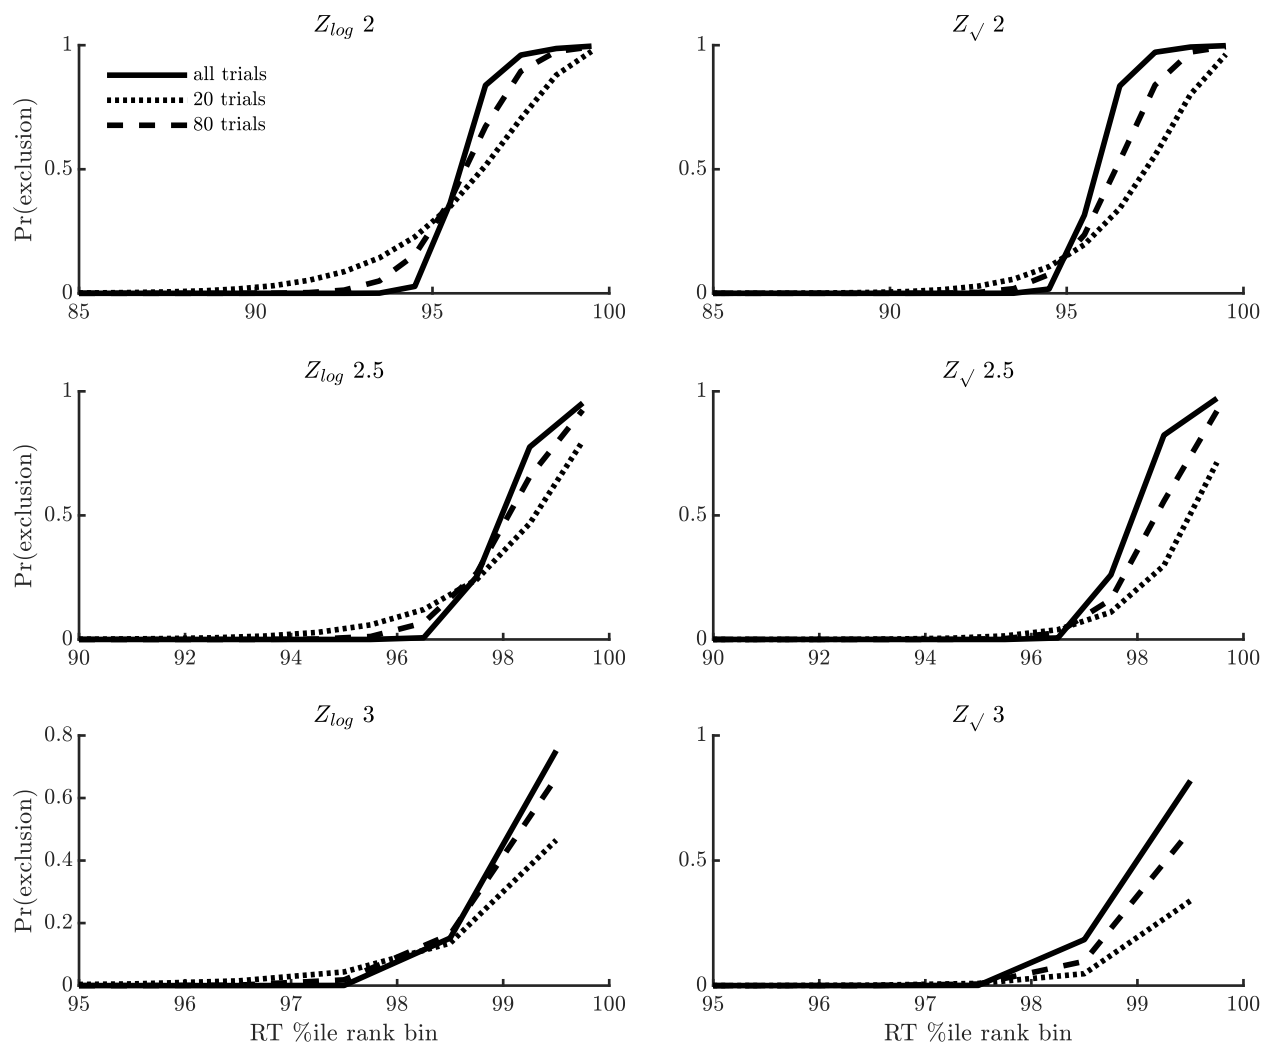 Z_log 2
Z_√ 2
1
0.5
0
Pr(exclusion)
all trials
20 trials
80 trials
85 90 95 100
1
0.5
0
85 90 95 100
Z_log 2.5
Z_√ 2.5
1
0.5
0
Pr(exclusion)
90 92 94 96 98 100
1
0.5
0
90 92 94 96 98 100
Z_log 3
Z_√ 3
0.8
0.6
0.4
0.2
0
Pr(exclusion)
95 96 97 98 99 100
RT %ile rank bin
1
0.5
0
95 96 97 98 99 100
RT %ile rank bin